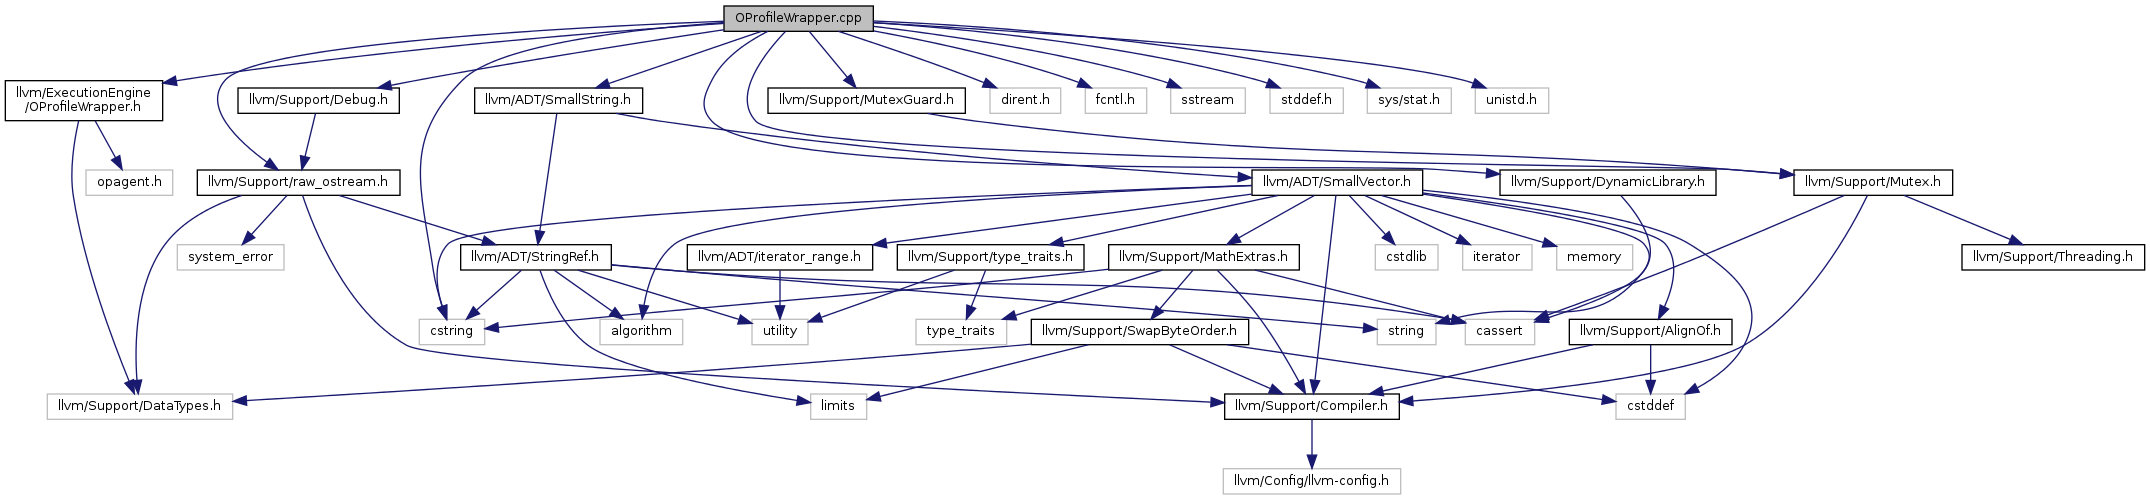 OProfileWrapper.cpp
llvm/ExecutionEngine
/OProfileWrapper.h
llvm/Support/Debug.h
llvm/ADT/SmallString.h
llvm/Support/MutexGuard.h
dirent.h
fcntl.h
sstream
stddef.h
sys/stat.h
unistd.h
opagent.h
llvm/Support/raw_ostream.h
llvm/ADT/SmallVector.h
llvm/Support/DynamicLibrary.h
llvm/Support/Mutex.h
system_error
llvm/ADT/StringRef.h
llvm/ADT/iterator_range.h
llvm/Support/type_traits.h
llvm/Support/MathExtras.h
cstdlib
iterator
memory
llvm/Support/Threading.h
cstring
algorithm
utility
type_traits
llvm/Support/SwapByteOrder.h
string
cassert
llvm/Support/AlignOf.h
llvm/Support/DataTypes.h
limits
llvm/Support/Compiler.h
cstddef
llvm/Config/llvm-config.h